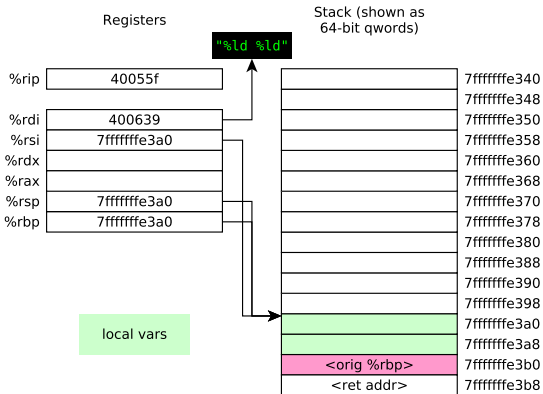 Registers
Stack (shown as
64-bit qwords)
"%ld %ld"
%rip 40055f 7fffffffe340
7fffffffe348
%rdi 400639 7fffffffe350
%rsi 7fffffffe3a0 7fffffffe358
%rdx 7fffffffe360
%rax 7fffffffe368
%rsp 7fffffffe3a0 7fffffffe370
%rbp 7fffffffe3a0 7fffffffe378
7fffffffe380
7fffffffe388
7fffffffe390
7fffffffe398
7fffffffe3a0
local vars 7fffffffe3a8
<orig %rbp> 7fffffffe3b0
<ret addr> 7fffffffe3b8